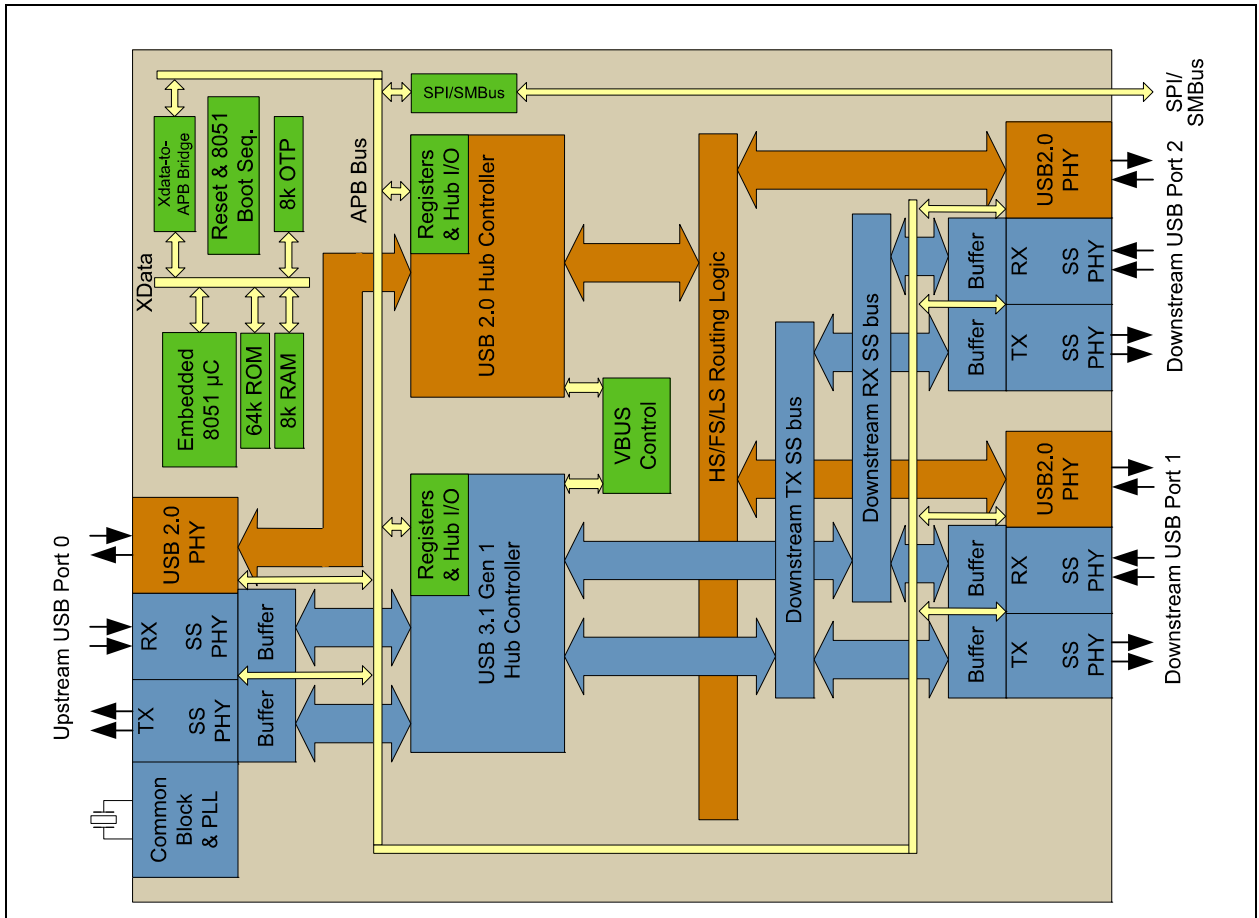 Upstream USB Port 0
Common
Block
& PLL
TX
SS
PHY
Buffer
RX
SS
PHY
Buffer
USB 2.0
PHY
Embedded
8051 µC
64k ROM
8k RAM
XData
Xdata-to-
APB Bridge
Reset & 8051
Boot Seq.
8k OTP
APB Bus
SPI/SMBus
SPI/
SMBus
USB 3.1 Gen 1
Hub Controller
Registers
& Hub I/O
USB 2.0 Hub Controller
Registers
& Hub I/O
VBUS
Control
HS/FS/LS Routing Logic
Downstream TX SS bus
Downstream RX SS bus
Buffer
TX
SS
PHY
Buffer
RX
SS
PHY
USB2.0
PHY
Downstream USB Port 1
Buffer
TX
SS
PHY
Buffer
RX
SS
PHY
USB2.0
PHY
Downstream USB Port 2